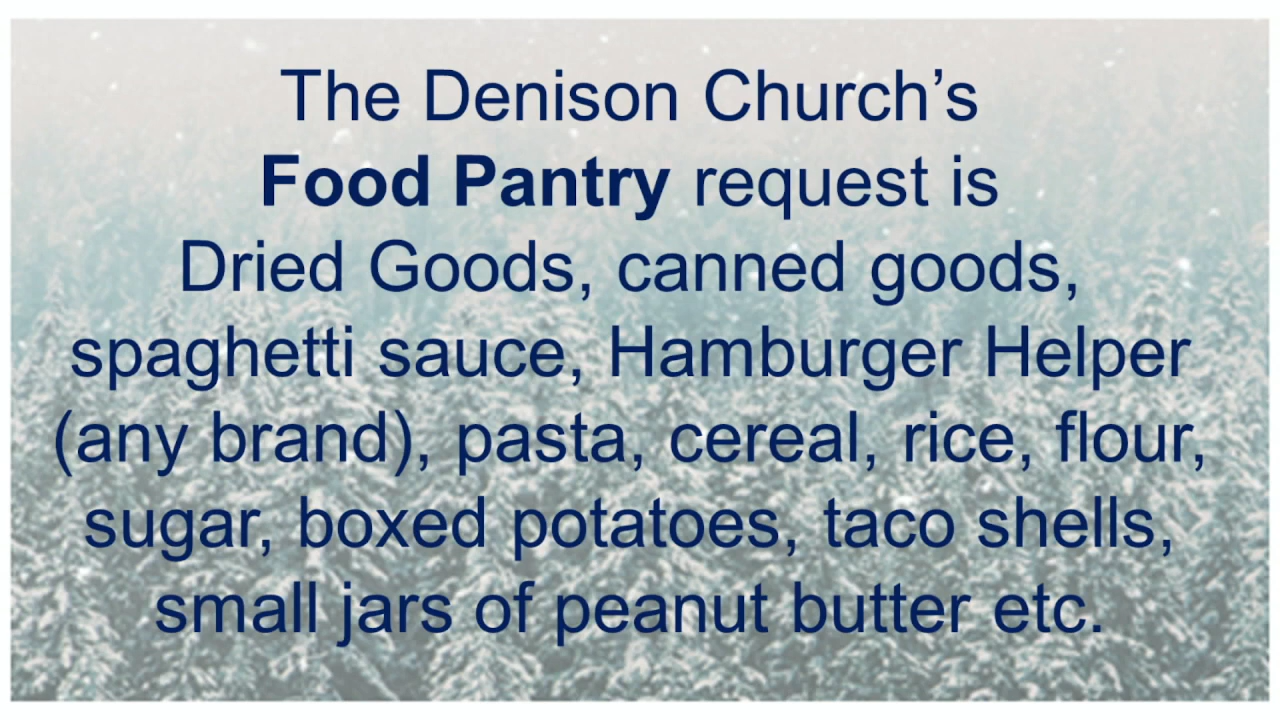 The Denison Church’s
Food Pantry request is
Dried Goods, canned goods,
spaghetti sauce, Hamburger Helper
(any brand), pasta, cereal, rice, flour,
sugar, boxed potatoes, taco shells,
small jars of peanut butter etc.